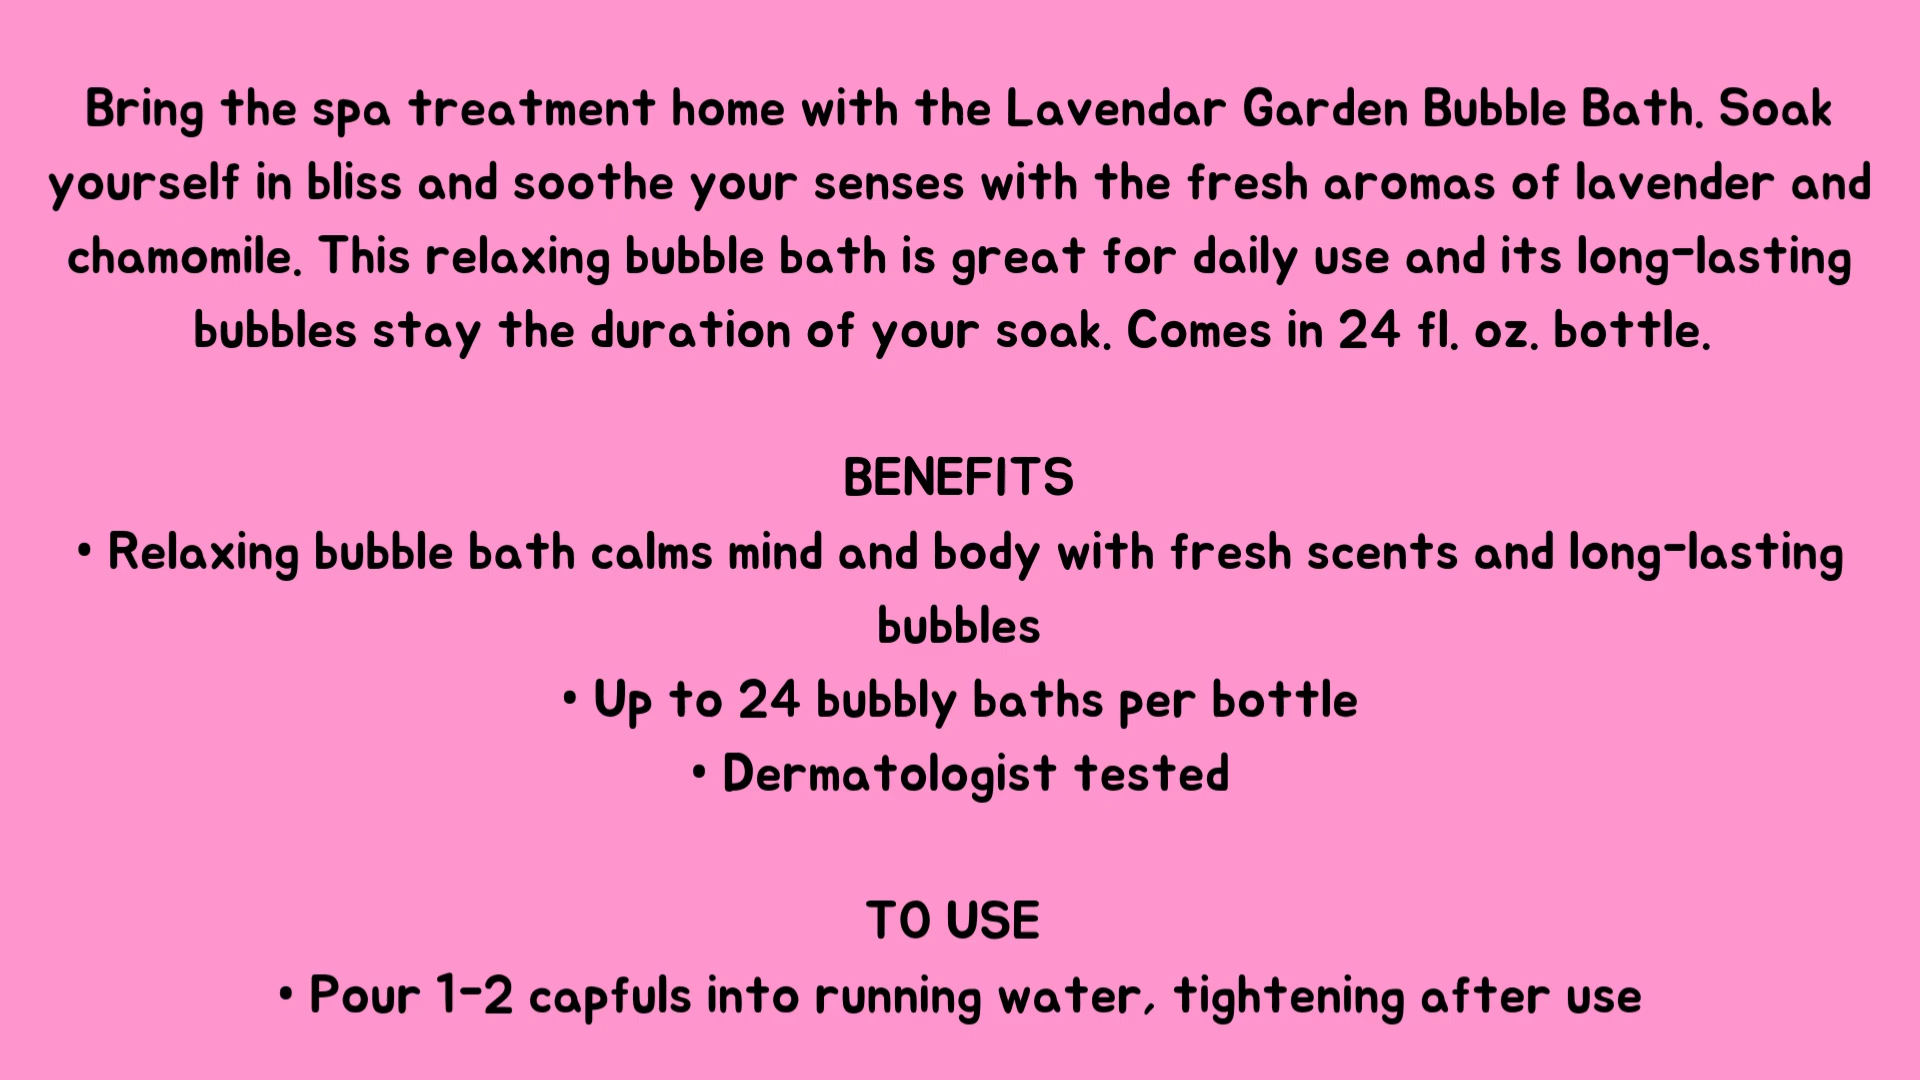 Bring the spa treatment home with the Lavendar Garden Bubble Bath. Soak
yourself in bliss and soothe your senses with the fresh aromas of lavender and
chamomile. This relaxing bubble bath is great for daily use and its long-lasting
bubbles stay the duration of your soak. Comes in 24 fl. oz. bottle.
BENEFITS
• Relaxing bubble bath calms mind and body with fresh scents and long-lasting
bubbles
• Up to 24 bubbly baths per bottle
• Dermatologist tested
TO USE
• Pour 1-2 capfuls into running water, tightening after use